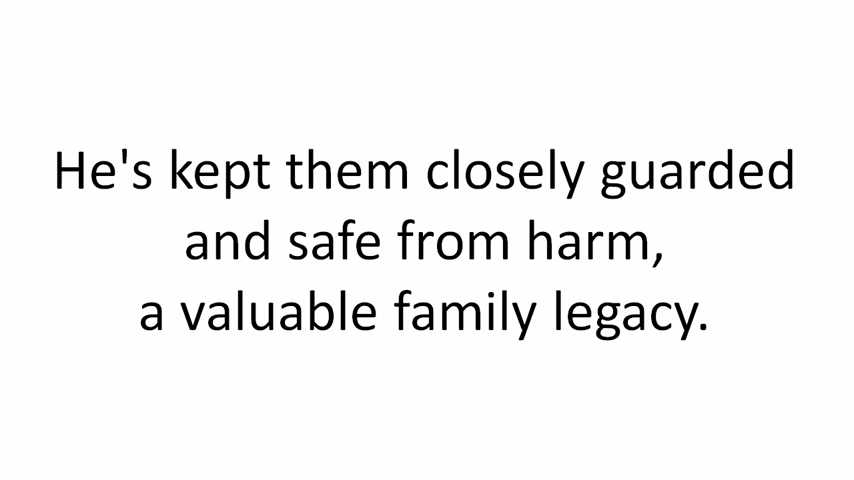 He's kept them closely guarded
and safe from harm,
a valuable family legacy.